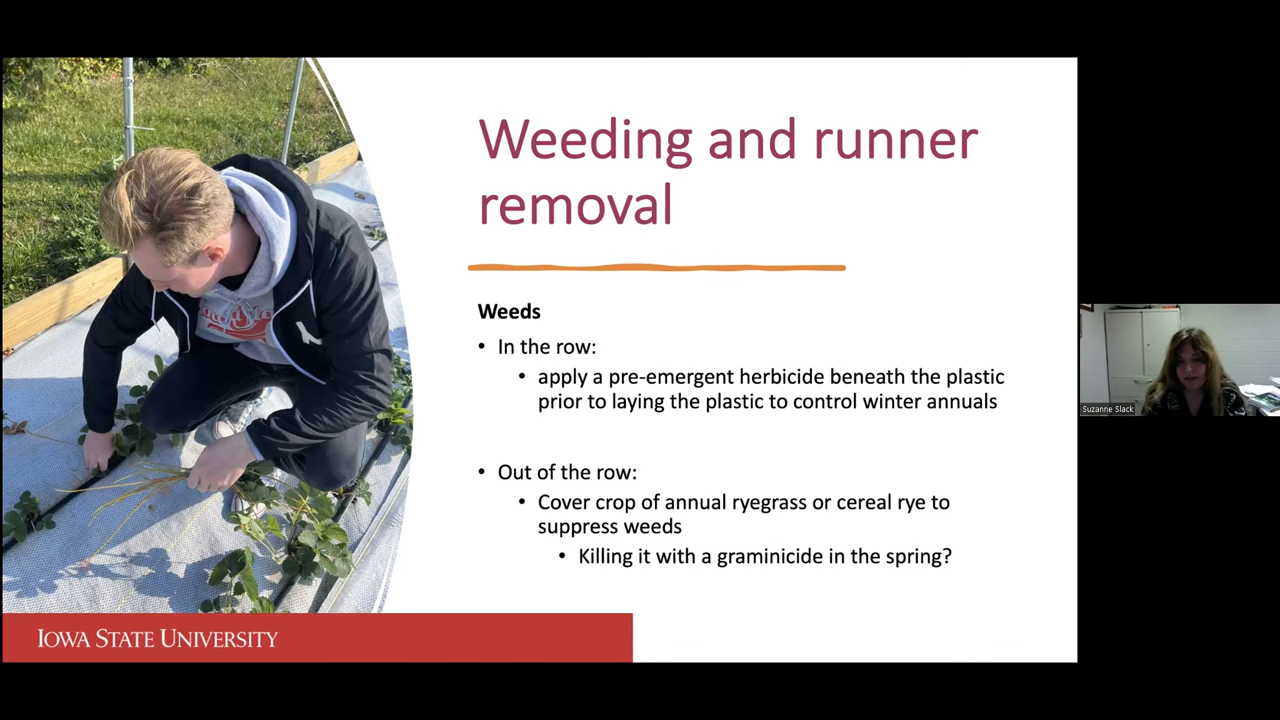 Weeding and runner
removal
Weeds
• In the row:
• apply a pre-emergent herbicide beneath the plastic
prior to laying the plastic to control winter annuals
• Out of the row:
• Cover crop of annual ryegrass or cereal rye to
suppress weeds
• Killing it with a graminicide in the spring?
IOWA STATE UNIVERSITY
Suzanne Slack